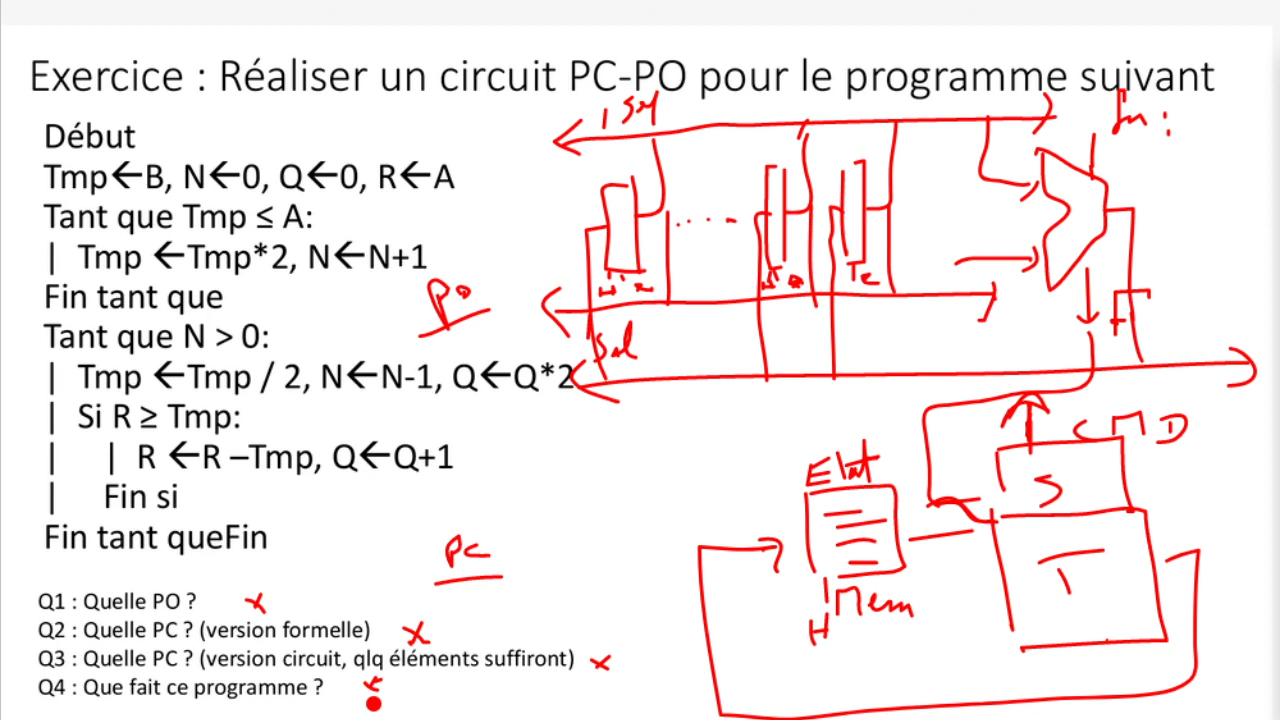 Exercice : Réaliser un circuit PC-PO pour le programme suivant
Début
Tmp←B, N←0, Q←0, R←A
Tant que Tmp ≤ A:
| Tmp ←Tmp*2, N←N+1
Fin tant que
Tant que N > 0:
| Tmp ←Tmp / 2, N←N-1, Q←Q*2
| Si R ≥ Tmp:
| | R ←R –Tmp, Q←Q+1
| Fin si
Fin tant queFin
Q1 : Quelle PO ?
Q2 : Quelle PC ? (version formelle)
Q3 : Quelle PC ? (version circuit, qlq éléments suffiront)
Q4 : Que fait ce programme ?
PO
PC
Etat
Mem
H
S
T
CMD